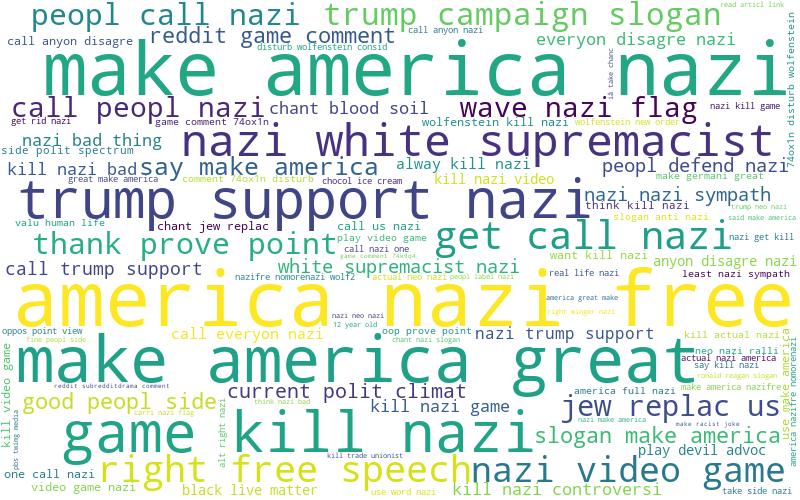 read articl link
peopl call nazi trump campaign slogan
call anyon disagre reddit game comment call anyon nazi everyon disagre nazi
disturb wolfenstein consid
make america nazi
74ox1n disturb wolfenstein
call peopl nazi chant blood soil wave nazi flag nazi kill game
get rid nazi game comment 74ox1n wolfenstein kill nazi wolfenstein new order
nazi bad thing nazi white supremacist
side polit spectrum
kill nazi bad say make america alway kill nazi peopl defend nazi
great make america comment 74ox1n disturb chocol ice cream kill nazi video make germani great
trump support nazi nazi nazi sympath
valu human life think kill nazi trump neo nazi
slogan anti nazi said make america
chant jew replac call us nazi
thank prove point play video game get call nazi nazi get kill
call nazi one
game comment 74k9q4 want kill nazi anyon disagre nazi
call trump support white supremacist nazi real life nazi least nazi sympath
nazifre nomorenazi wolf2 actual neo nazi peopl label nazi
america nazi free
america great make
right winger nazi
nazi neo nazi
12 year old
oppos point view call everyon nazi oop prove point nazi trump support kill actual nazi
fine peopl side chant nazi slogan
make america great
neo nazi ralli
actual nazi america
say kill nazi
ronald reagan slogan
reddit subredditdrama comment current polit climat america full nazi make america nazifre
good peopl side thank nazi bad kill nazi game jew replac us
carri nazi flag
nazi make america
make racist joke
game kill nazi slogan make america
use make america
america nazifre nomorenazi
kill video game
pbs twing media
alt right nazi
kill trade unionist play devil advoc
one call nazi right free speech nazi video game
video game nazi black live matter use word nazi kill nazi controversi take side nazi